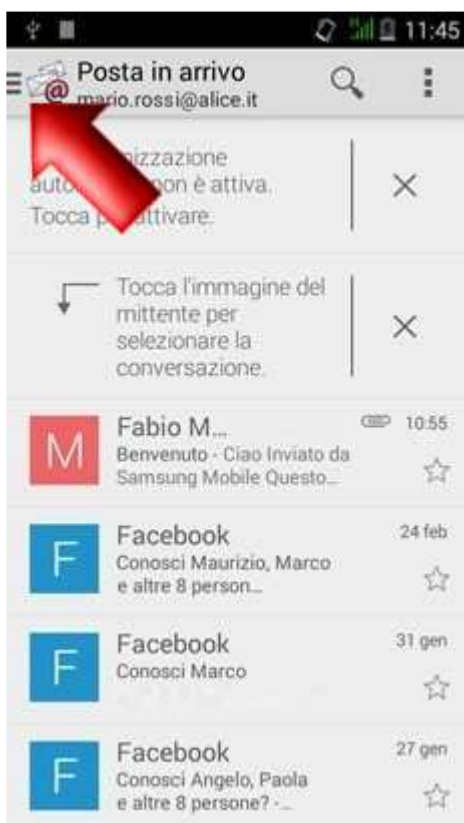 11:45
Posta in arrivo
mario.rossi@alice.it
nizzazione
auto non è attiva.
Tocca p attivare.
Tocca l'immagine del
mittente per
selezionare la
conversazione.
M
Fabio M...
10:55
Benvenuto - Ciao Inviato da
Samsung Mobile Questo...
F
Facebook
24 feb
Conosci Maurizio, Marco
e altre 8 person...
F
Facebook
31 gen
Conosci Marco
F
Facebook
27 gen
Conosci Angelo, Paola
e altre 8 persone? -...